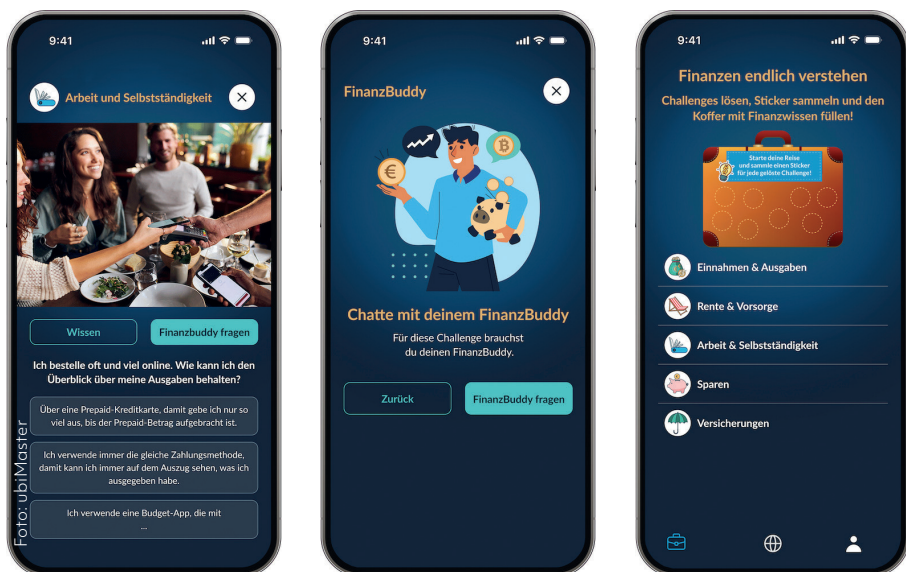 9:41
Arbeit und Selbstständigkeit
Wissen
Finanzbuddy fragen
Ich bestelle oft und viel online. Wie kann ich den
Überblick über meine Ausgaben behalten?
Über eine Prepaid-Kreditkarte, damit gebe ich nur so
viel aus, bis der Prepaid-Betrag aufgebracht ist.
Ich verwende immer die gleiche Zahlungsmethode,
damit kann ich immer auf dem Auszug sehen, was ich
ausgegeben habe.
Ich verwende eine Budget-App, die mit
...
Foto: ubiMaster
9:41
FinanzBuddy
Chatte mit deinem FinanzBuddy
Für diese Challenge brauchst
du deinen FinanzBuddy.
Zurück
FinanzBuddy fragen
9:41
Finanzen endlich verstehen
Challenges lösen, Sticker sammeln und den
Koffer mit Finanzwissen füllen!
Starte deine Reise
und sammle einen Sticker
für jede gelöste Challenge!
Einnahmen & Ausgaben
Rente & Vorsorge
Arbeit & Selbstständigkeit
Sparen
Versicherungen